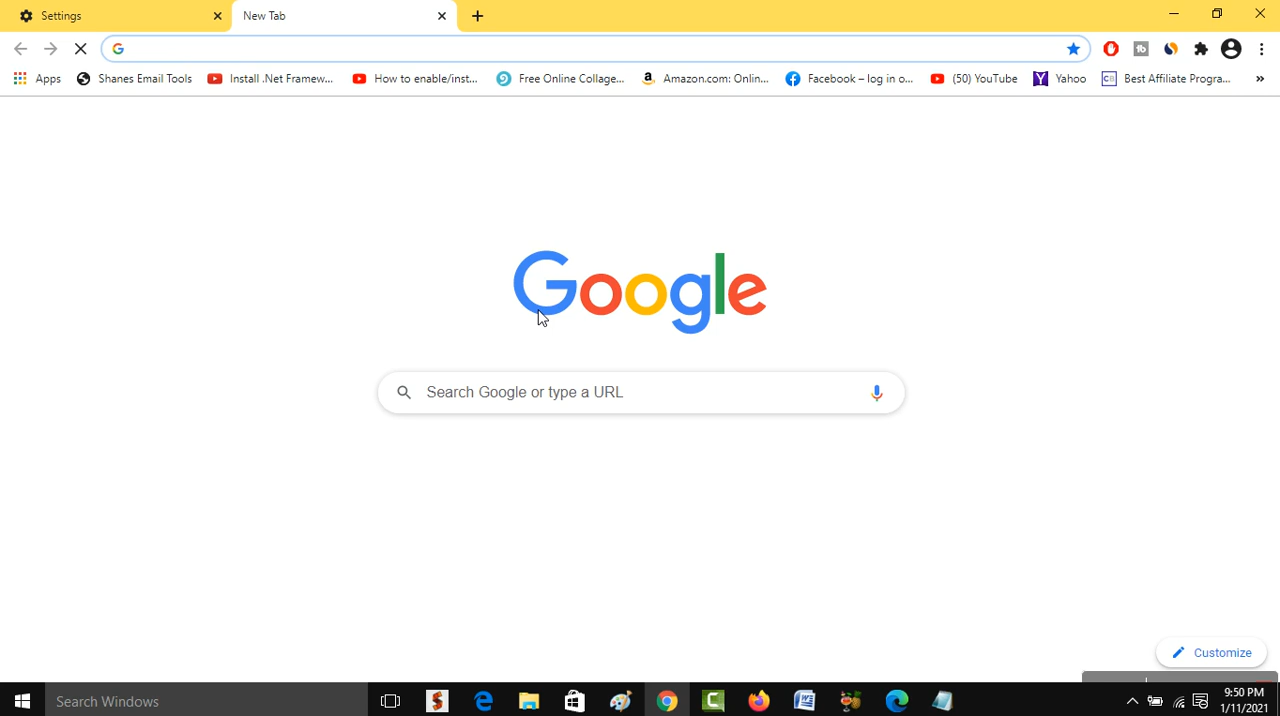 Settings
New Tab
Apps
Shanes Email Tools
Install .Net Framew...
How to enable/inst...
Free Online Collage...
Amazon.com: Onlin...
Facebook – log in o...
(50) YouTube
Yahoo
Best Affiliate Progra...
»
Google
Search Google or type a URL
Customize
Search Windows
9:50 PM
1/11/2021